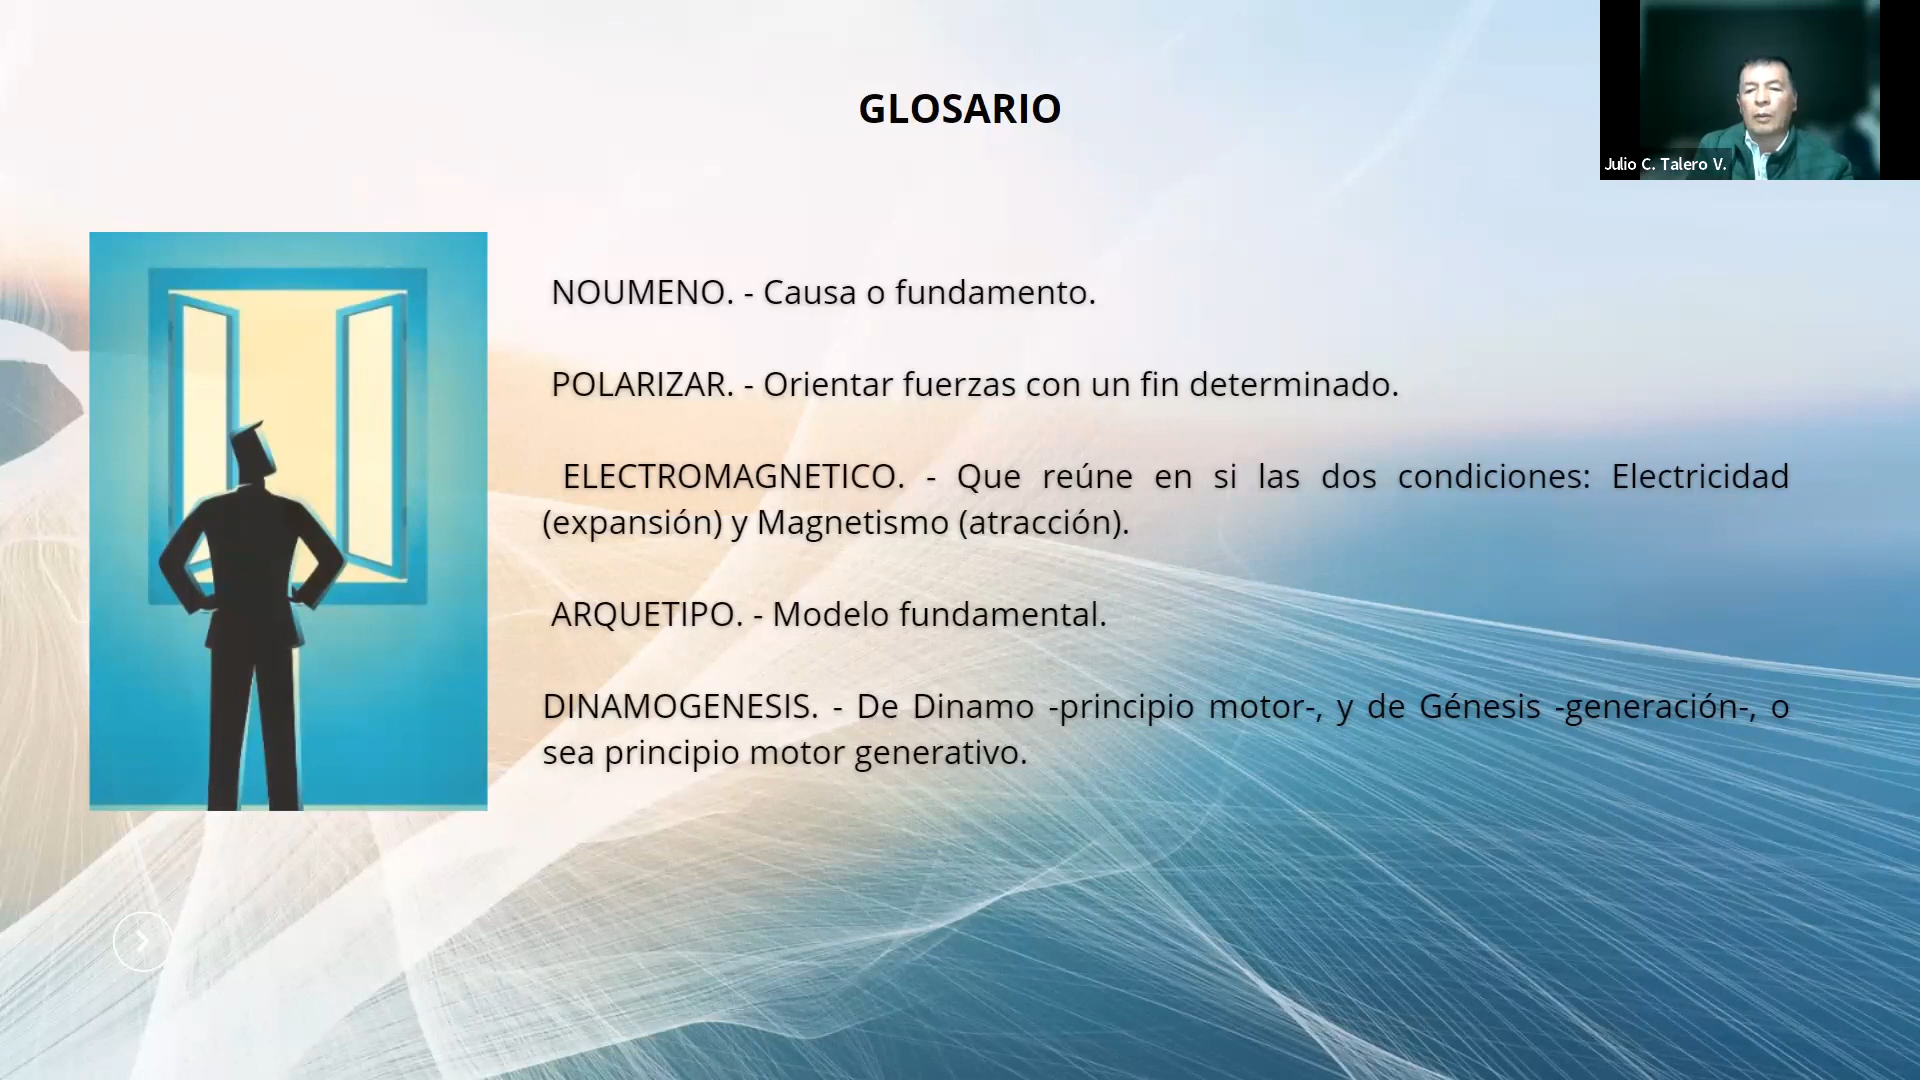 GLOSARIO
Julio C. Talero V.
NOUMENO. - Causa o fundamento.
POLARIZAR. - Orientar fuerzas con un fin determinado.
ELECTROMAGNETICO. - Que reúne en si las dos condiciones: Electricidad
(expansión) y Magnetismo (atracción).
ARQUETIPO. - Modelo fundamental.
DINAMOGENESIS. - De Dinamo -principio motor-, y de Génesis -generación-, o
sea principio motor generativo.